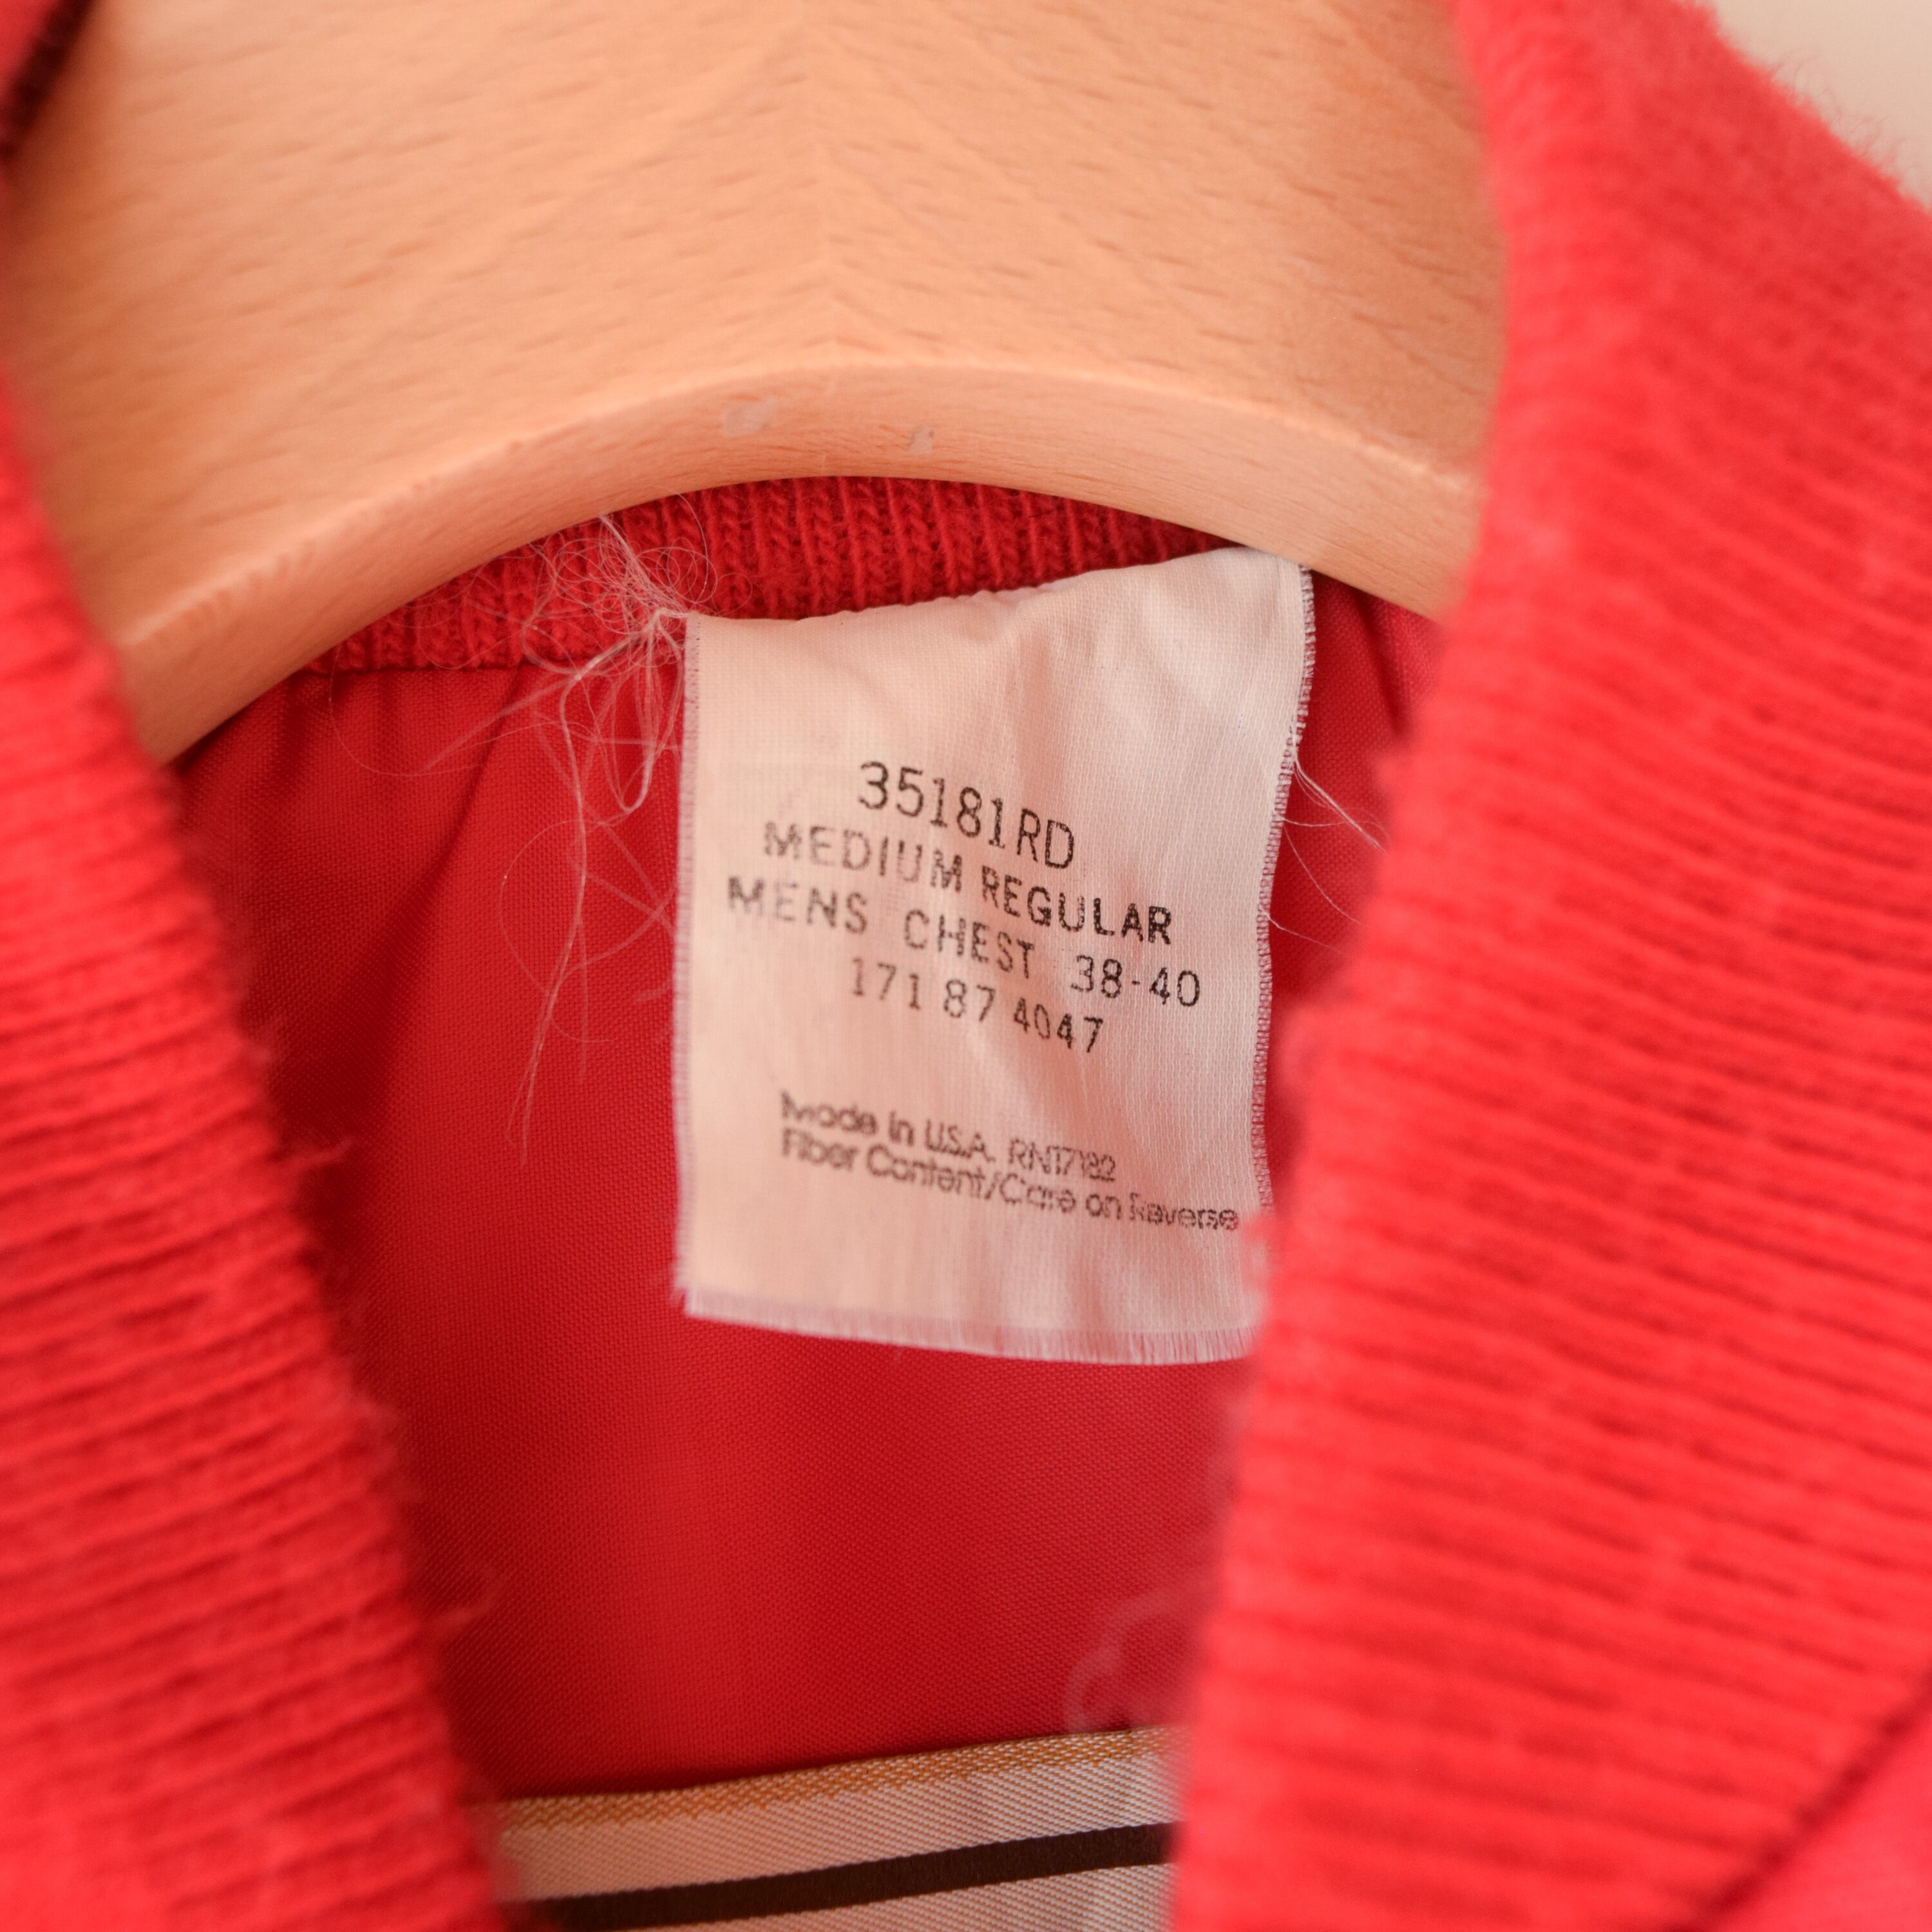 35181RD
MEDIUM REGULAR
MENS CHEST 38-40
171 87 4047
Made in U.S.A. RN17182
Fiber Content/Care on Reverse